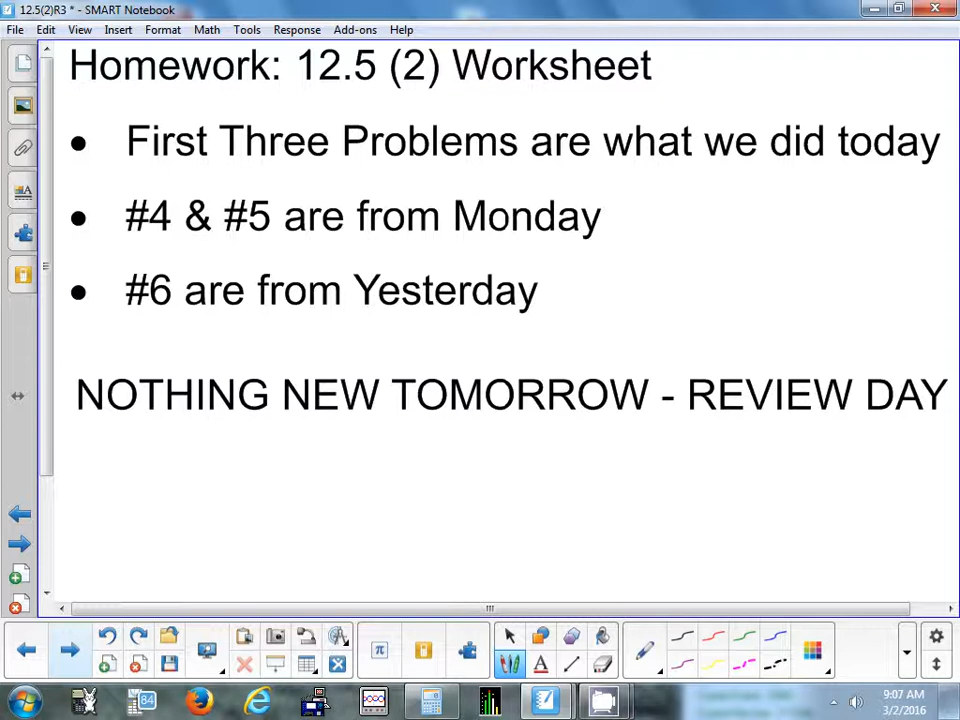 12.5(2)R3 * - SMART Notebook
File Edit View Insert Format Math Tools Response Add-ons Help
Homework: 12.5 (2) Worksheet
• First Three Problems are what we did today
• #4 & #5 are from Monday
• #6 are from Yesterday
NOTHING NEW TOMORROW - REVIEW DAY
π
A
84
9:07 AM
3/2/2016